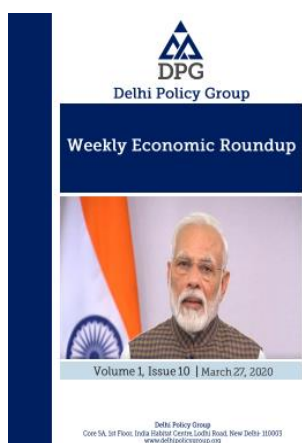 DPG
Delhi Policy Group
Weekly Economic Roundup
Volume 1, Issue 10 | March 27, 2020
Delhi Policy Group
Core 5A, 1st Floor, India Habitat Centre, Lodhi Road, New Delhi- 110003
www.delhipolicygroup.org